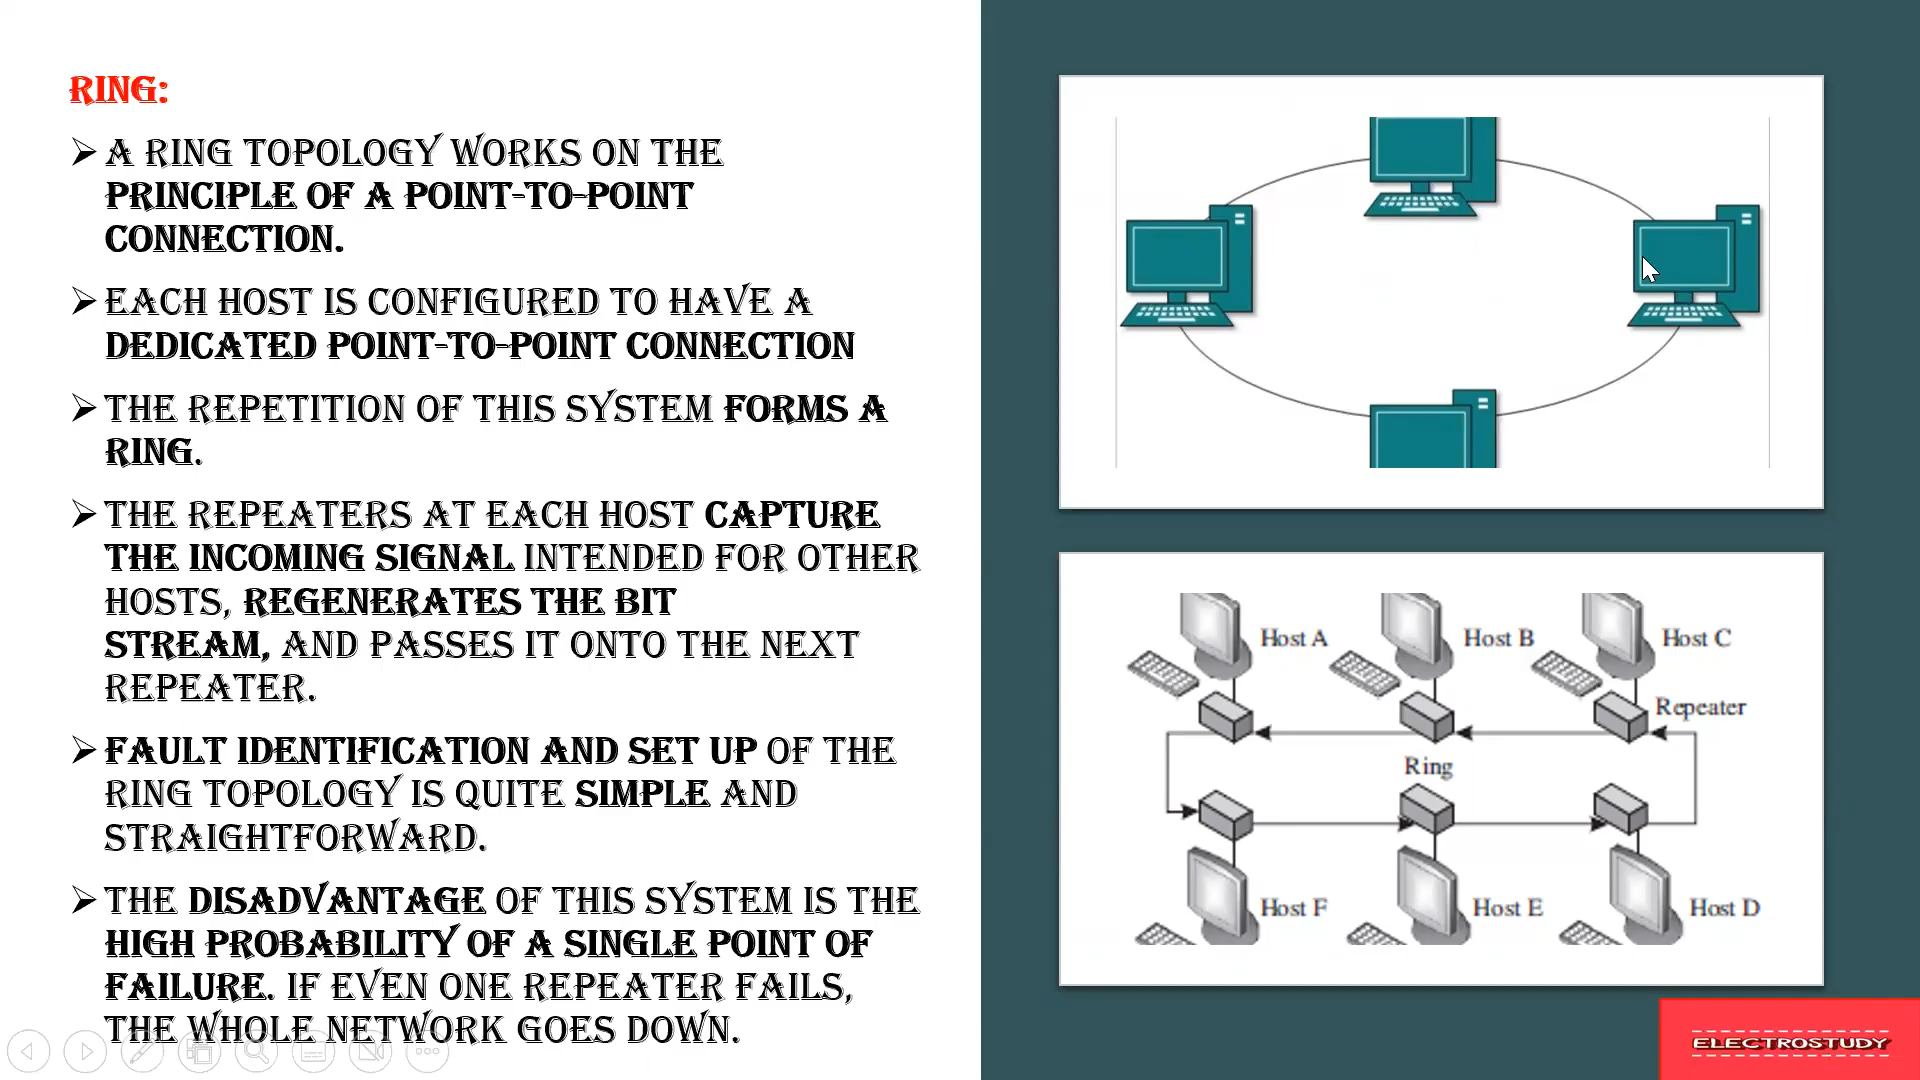 RING:
A RING TOPOLOGY WORKS ON THE
PRINCIPLE OF A POINT-TO-POINT
CONNECTION.
EACH HOST IS CONFIGURED TO HAVE A
DEDICATED POINT-TO-POINT CONNECTION
THE REPETITION OF THIS SYSTEM FORMS A
RING.
THE REPEATERS AT EACH HOST CAPTURE
THE INCOMING SIGNAL INTENDED FOR OTHER
HOSTS, REGENERATES THE BIT
STREAM, AND PASSES IT ONTO THE NEXT
REPEATER.
FAULT IDENTIFICATION AND SET UP OF THE
RING TOPOLOGY IS QUITE SIMPLE AND
STRAIGHTFORWARD.
THE DISADVANTAGE OF THIS SYSTEM IS THE
HIGH PROBABILITY OF A SINGLE POINT OF
FAILURE. IF EVEN ONE REPEATER FAILS,
THE WHOLE NETWORK GOES DOWN.
Host A Host B Host C
Repeater
Ring
Host F Host E Host D
ELECTROSTUDY